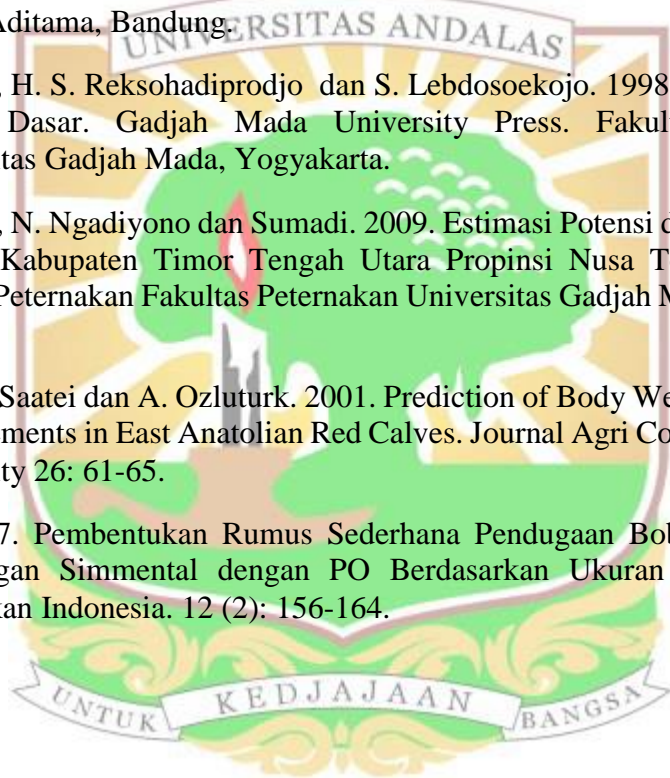 Aditama, Bandung.
UNIVERSITAS ANDALAS
, H. S. Reksohadiprodjo dan S. Lebdosoekojo. 1998
Dasar. Gadjah Mada University Press. Fakul
tas Gadjah Mada, Yogyakarta.
, N. Ngadiyono dan Sumadi. 2009. Estimasi Potensi d
Kabupaten Timor Tengah Utara Propinsi Nusa T
Peternakan Fakultas Peternakan Universitas Gadjah M
Saatei dan A. Ozluturk. 2001. Prediction of Body We
ments in East Anatolian Red Calves. Journal Agri Co
ty 26: 61-65.
7. Pembentukan Rumus Sederhana Pendugaan Bob
gan Simmental dengan PO Berdasarkan Ukuran
kan Indonesia. 12 (2): 156-164.
UNTUK KEDJAJAAN BANGSA